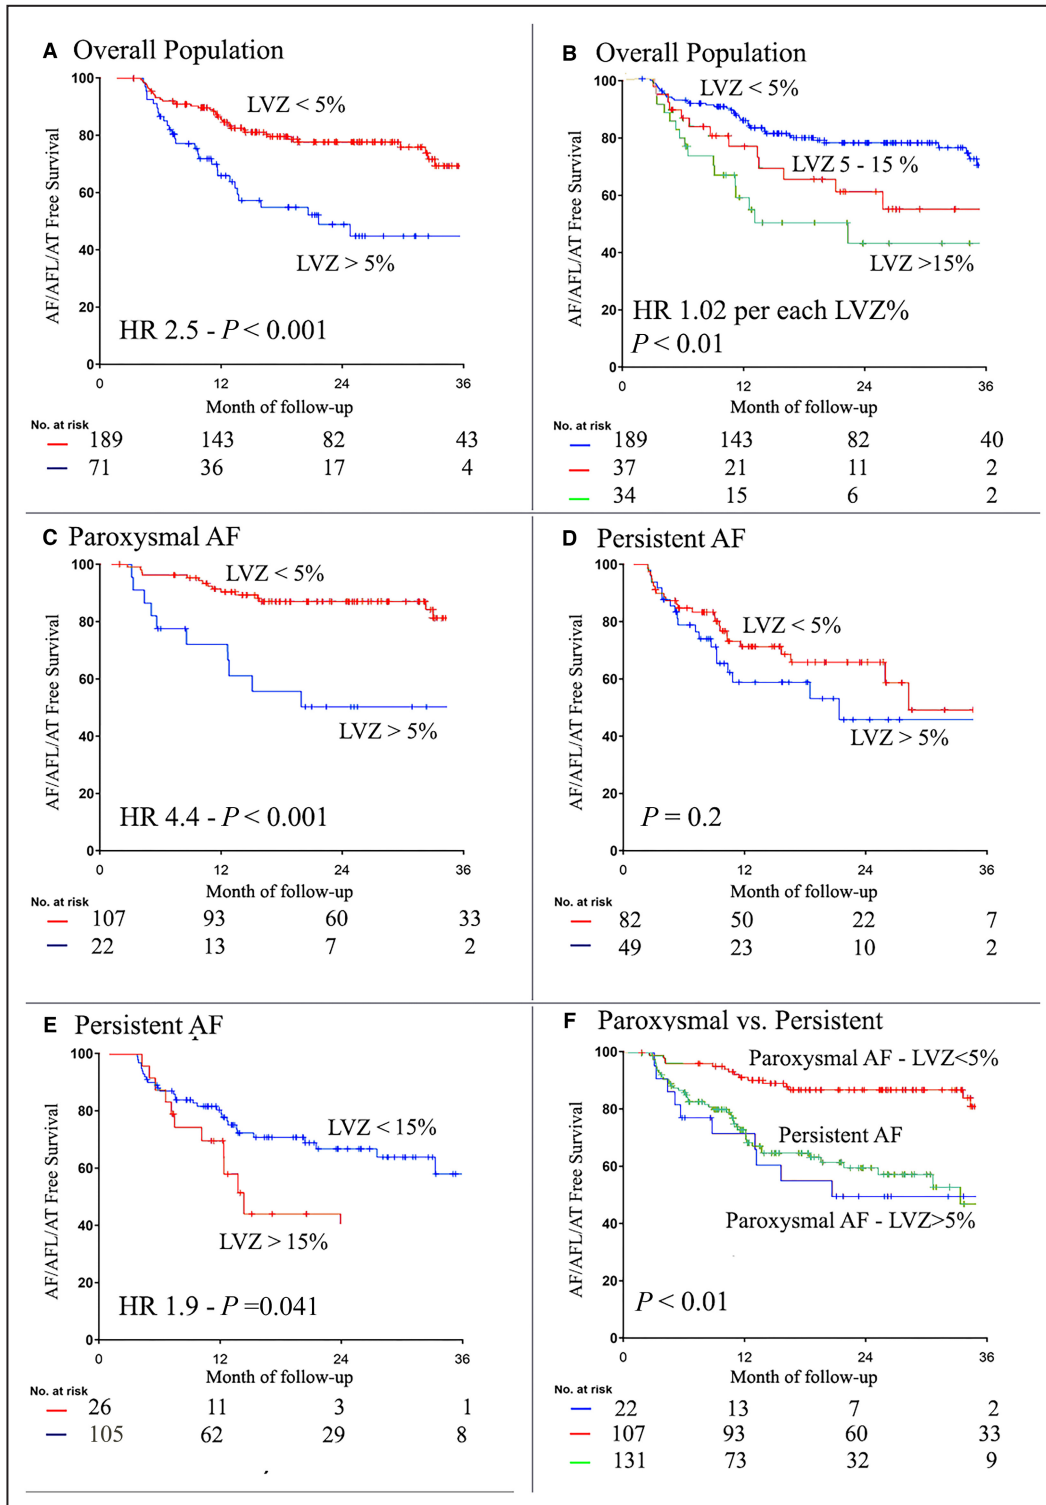 A Overall Population
100
80
60
40
20
0
AF/AFL/AT Free Survival
LVZ < 5%
LVZ > 5%
HR 2.5 - P < 0.001
0 12 24 36
Month of follow-up
No. at risk
189 143 82 43
71 36 17 4
B Overall Population
100
80
60
40
20
0
AF/AFL/AT Free Survival
LVZ < 5%
LVZ 5 - 15 %
LVZ >15%
HR 1.02 per each LVZ%
P < 0.01
0 12 24 36
Month of follow-up
No. at risk
189 143 82 40
37 21 11 2
34 15 6 2
C Paroxysmal AF
100
80
60
40
20
0
AF/AFL/AT Free Survival
LVZ < 5%
LVZ > 5%
HR 4.4 - P < 0.001
0 12 24 36
Month of follow-up
No. at risk
107 93 60 33
22 13 7 2
D Persistent AF
100
80
60
40
20
0
AF/AFL/AT Free Survival
LVZ < 5%
LVZ > 5%
P = 0.2
0 12 24 36
Month of follow-up
No. at risk
82 50 22 7
49 23 10 2
E Persistent AF
100
80
60
40
20
0
AF/AFL/AT Free Survival
LVZ < 15%
LVZ > 15%
HR 1.9 - P =0.041
0 12 24 36
Month of follow-up
No. at risk
26 11 3 1
105 62 29 8
F Paroxysmal vs. Persistent
100
80
60
40
20
0
AF/AFL/AT Free Survival
Paroxysmal AF - LVZ<5%
Persistent AF
Paroxysmal AF - LVZ>5%
P < 0.01
0 12 24 36
Month of follow-up
No. at risk
22 13 7 2
107 93 60 33
131 73 32 9